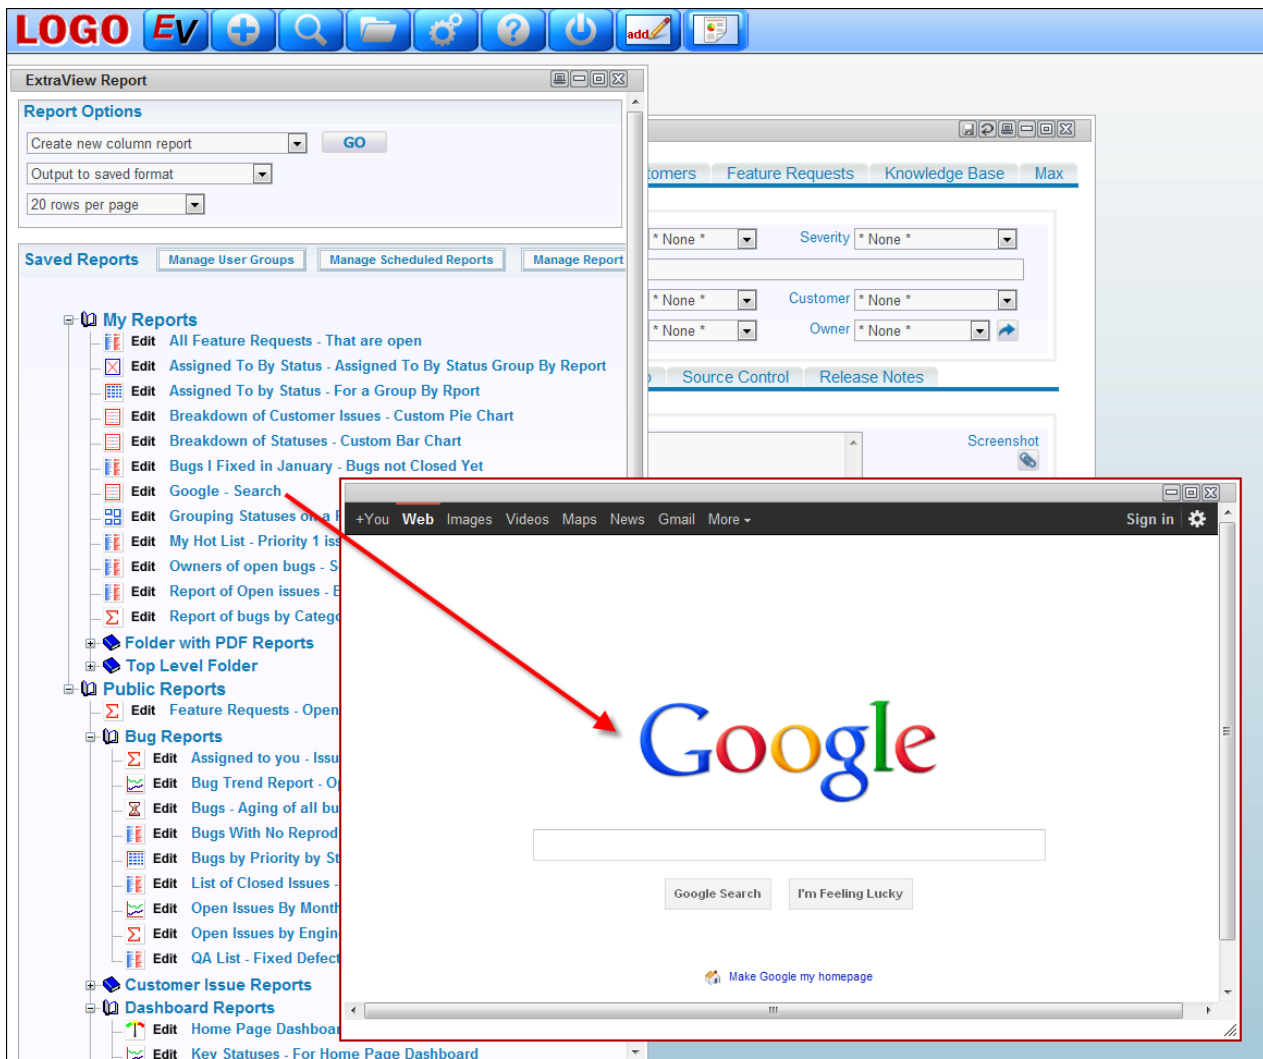 LOGO EV add
ExtraView Report
Report Options
Create new column report GO
Output to saved format
20 rows per page
Saved Reports Manage User Groups Manage Scheduled Reports Manage Report
My Reports
Edit All Feature Requests - That are open
Edit Assigned To By Status - Assigned To By Status Group By Report
Edit Assigned To by Status - For a Group By Rport
Edit Breakdown of Customer Issues - Custom Pie Chart
Edit Breakdown of Statuses - Custom Bar Chart
Edit Bugs I Fixed in January - Bugs not Closed Yet
Edit Google - Search
Edit Grouping Statuses on a
Edit My Hot List - Priority 1 iss
Edit Owners of open bugs - S
Edit Report of Open issues - E
Edit Report of bugs by Catego
Folder with PDF Reports
Top Level Folder
Public Reports
Edit Feature Requests - Open
Bug Reports
Edit Assigned to you - Issu
Edit Bug Trend Report - O
Edit Bugs - Aging of all bu
Edit Bugs With No Reprod
Edit Bugs by Priority by St
Edit List of Closed Issues -
Edit Open Issues By Month
Edit Open Issues by Engin
Edit QA List - Fixed Defect
Customer Issue Reports
Dashboard Reports
Edit Home Page Dashboar
Edit Key Statuses - For Home Page Dashboard
tomers Feature Requests Knowledge Base Max
* None * Severity * None *
* None * Customer * None *
* None * Owner * None *
Source Control Release Notes
Screenshot
+You Web Images Videos Maps News Gmail More Sign in
Google
Google Search I'm Feeling Lucky
Make Google my homepage